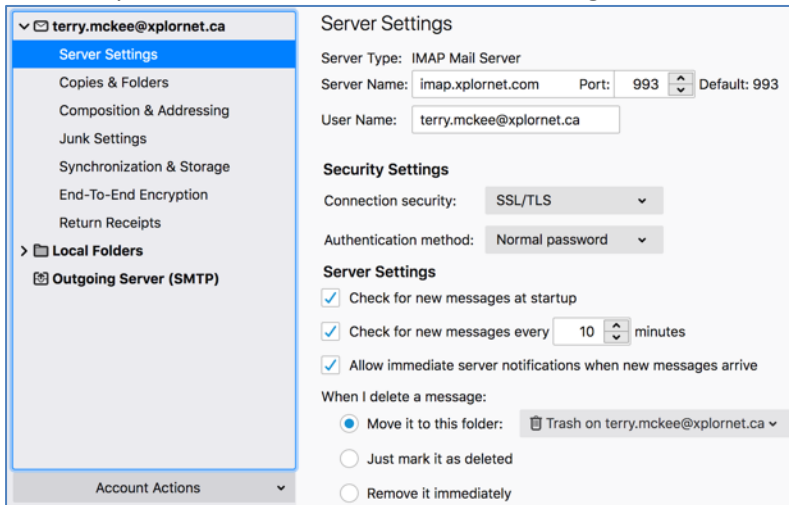 terry.mckee@xplornet.ca
Server Settings
Copies & Folders
Composition & Addressing
Junk Settings
Synchronization & Storage
End-To-End Encryption
Return Receipts
Local Folders
Outgoing Server (SMTP)
Account Actions
Server Settings
Server Type: IMAP Mail Server
Server Name: imap.xplornet.com Port: 993 Default: 993
User Name: terry.mckee@xplornet.ca
Security Settings
Connection security: SSL/TLS
Authentication method: Normal password
Server Settings
Check for new messages at startup
Check for new messages every 10 minutes
Allow immediate server notifications when new messages arrive
When I delete a message:
Move it to this folder: Trash on terry.mckee@xplornet.ca
Just mark it as deleted
Remove it immediately